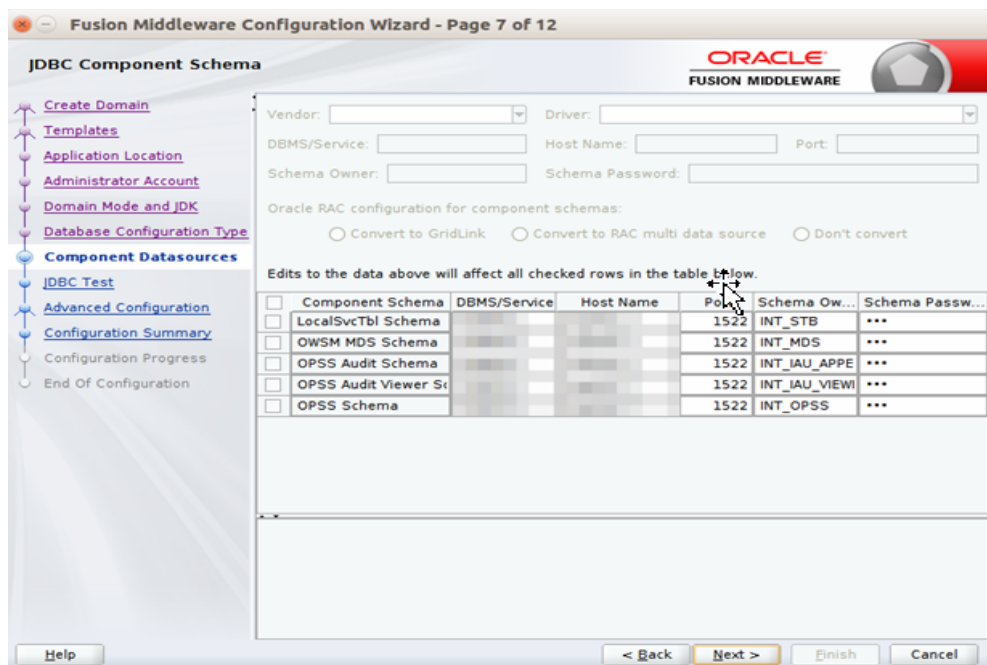 Fusion Middleware Configuration Wizard - Page 7 of 12
JDBC Component Schema
ORACLE
FUSION MIDDLEWARE
Create Domain
Templates
Application Location
Administrator Account
Domain Mode and JDK
Database Configuration Type
Component Datasources
JDBC Test
Advanced Configuration
Configuration Summary
Configuration Progress
End Of Configuration
Vendor: Driver:
DBMS/Service: Host Name: Port:
Schema Owner: Schema Password:
Oracle RAC configuration for component schemas:
Convert to GridLink Convert to RAC multi data source Don't convert
Edits to the data above will affect all checked rows in the table below.
Component Schema DBMS/Service Host Name Schema Ow... Schema Passw...
LocalSvcTbl Schema 1522 INT_STB •••
OWSM MDS Schema 1522 INT_MDS •••
OPSS Audit Schema 1522 INT_IAU_APPE •••
OPSS Audit Viewer Sc 1522 INT_IAU_VIEWI •••
OPSS Schema 1522 INT_OPSS •••
Help < Back Next > Finish Cancel